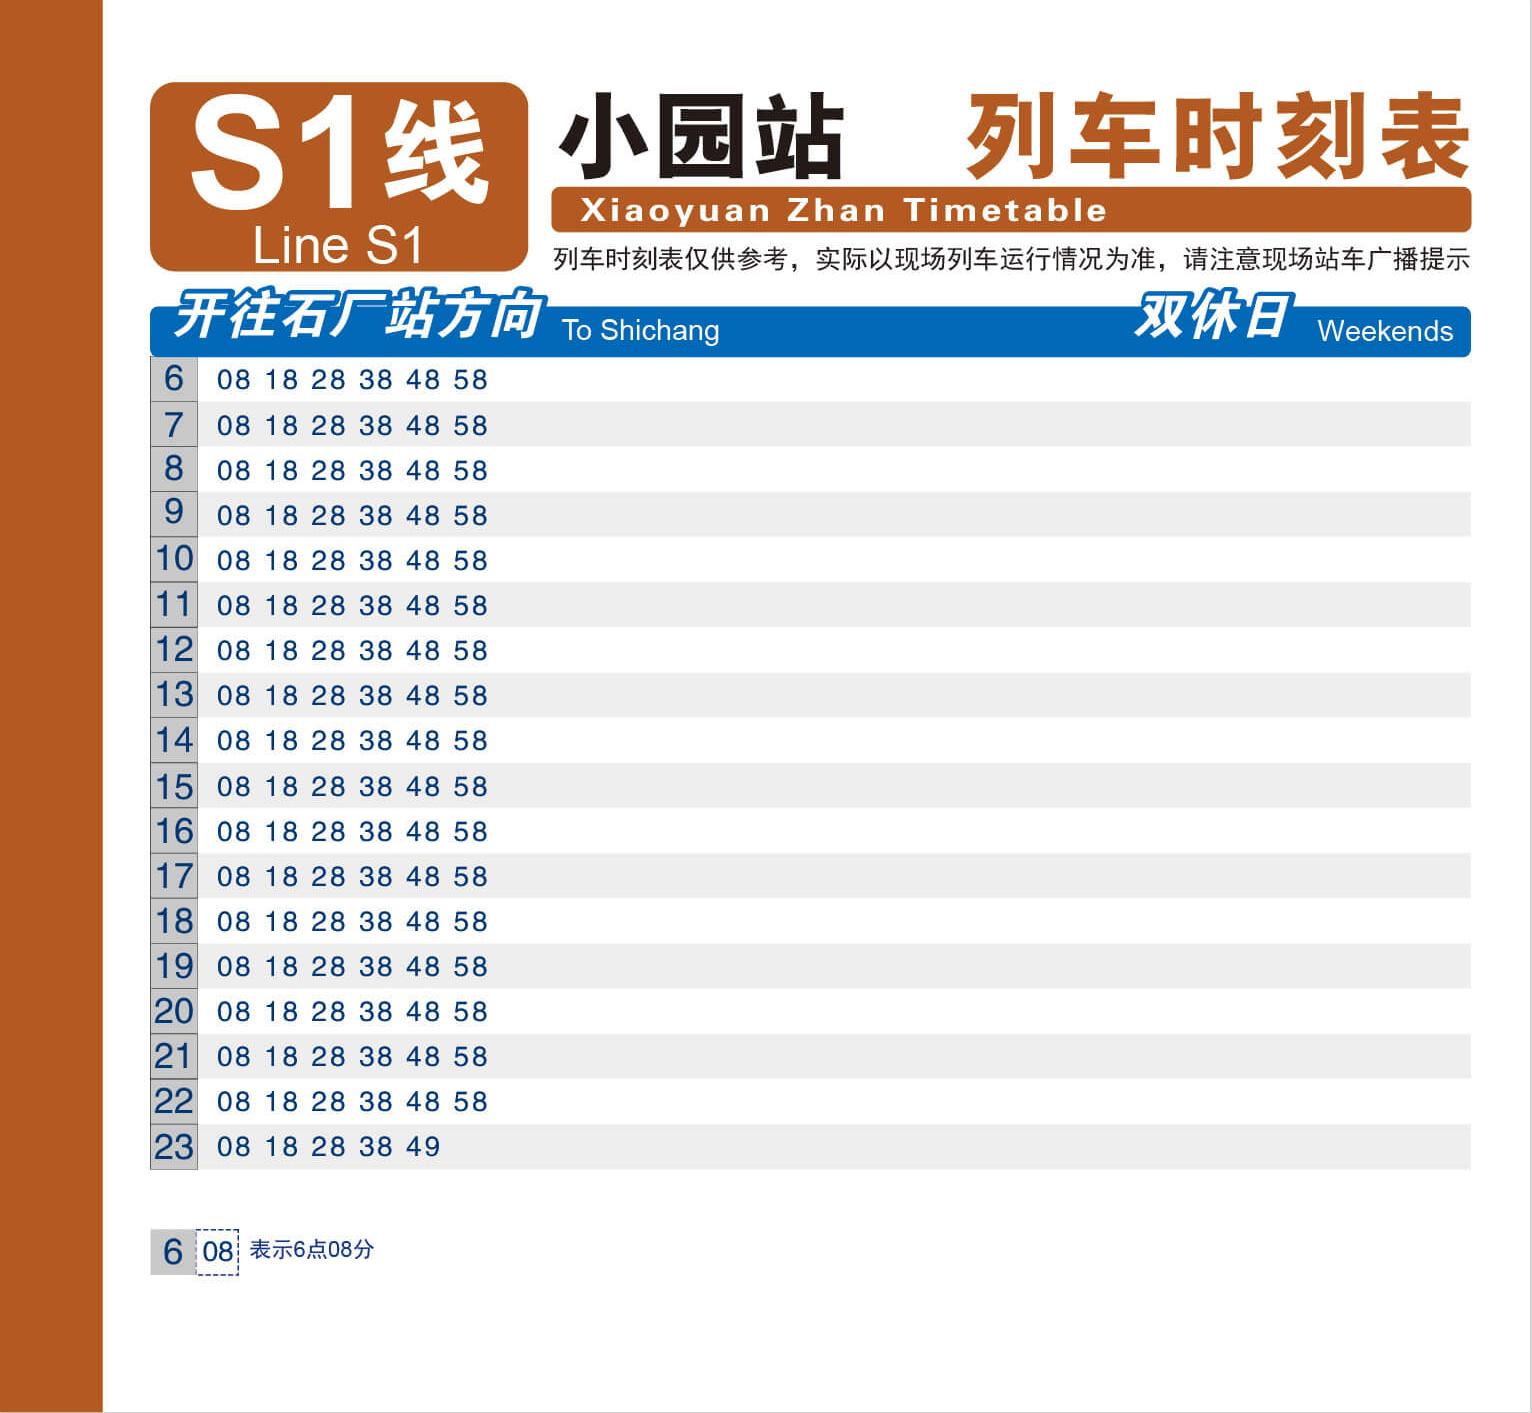 S1线
Line S1
小园站 列车时刻表
Xiaoyuan Zhan Timetable
列车时刻表仅供参考，实际以现场列车运行情况为准，请注意现场站车广播提示
开往石厂站方向 To Shichang 双休日 Weekends
6 08 18 28 38 48 58
7 08 18 28 38 48 58
8 08 18 28 38 48 58
9 08 18 28 38 48 58
10 08 18 28 38 48 58
11 08 18 28 38 48 58
12 08 18 28 38 48 58
13 08 18 28 38 48 58
14 08 18 28 38 48 58
15 08 18 28 38 48 58
16 08 18 28 38 48 58
17 08 18 28 38 48 58
18 08 18 28 38 48 58
19 08 18 28 38 48 58
20 08 18 28 38 48 58
21 08 18 28 38 48 58
22 08 18 28 38 48 58
23 08 18 28 38 49
6 08 表示6点08分